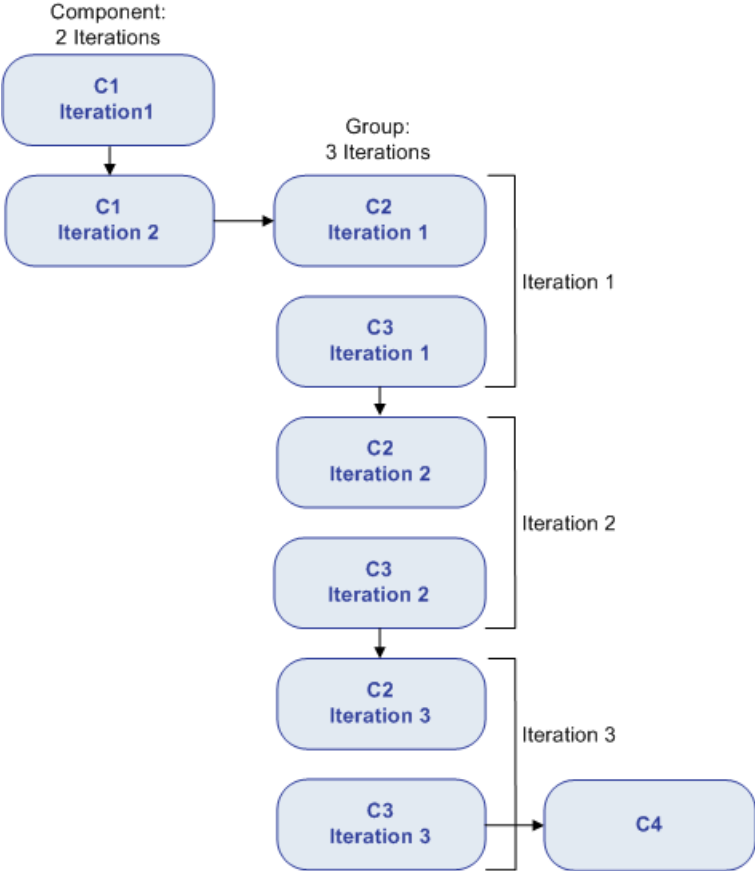 Component:
2 Iterations
C1
Iteration1
Group:
3 Iterations
C1
Iteration 2
C2
Iteration 1
Iteration 1
C3
Iteration 1
C2
Iteration 2
Iteration 2
C3
Iteration 2
C2
Iteration 3
Iteration 3
C3
Iteration 3
C4